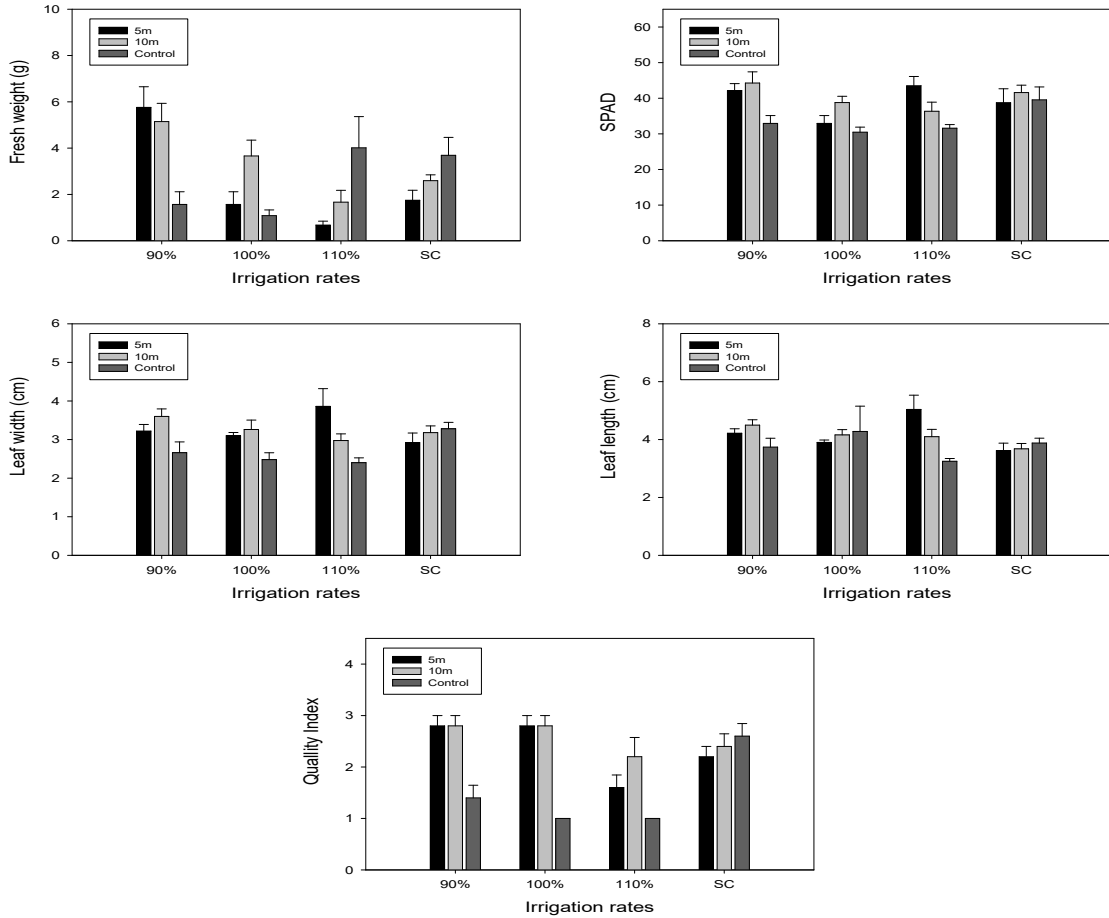 10
8
6
4
2
0
Fresh weight (g)
5m
10m
Control
90% 100% 110% SC
Irrigation rates
60
50
40
30
20
10
0
SPAD
5m
10m
Control
90% 100% 110% SC
Irrigation rates
6
5
4
3
2
1
0
Leaf width (cm)
5m
10m
Control
90% 100% 110% SC
Irrigation rates
8
6
4
2
0
Leaf length (cm)
5m
10m
Control
90% 100% 110% SC
Irrigation rates
4
3
2
1
0
Quallity Index
5m
10m
Control
90% 100% 110% SC
Irrigation rates